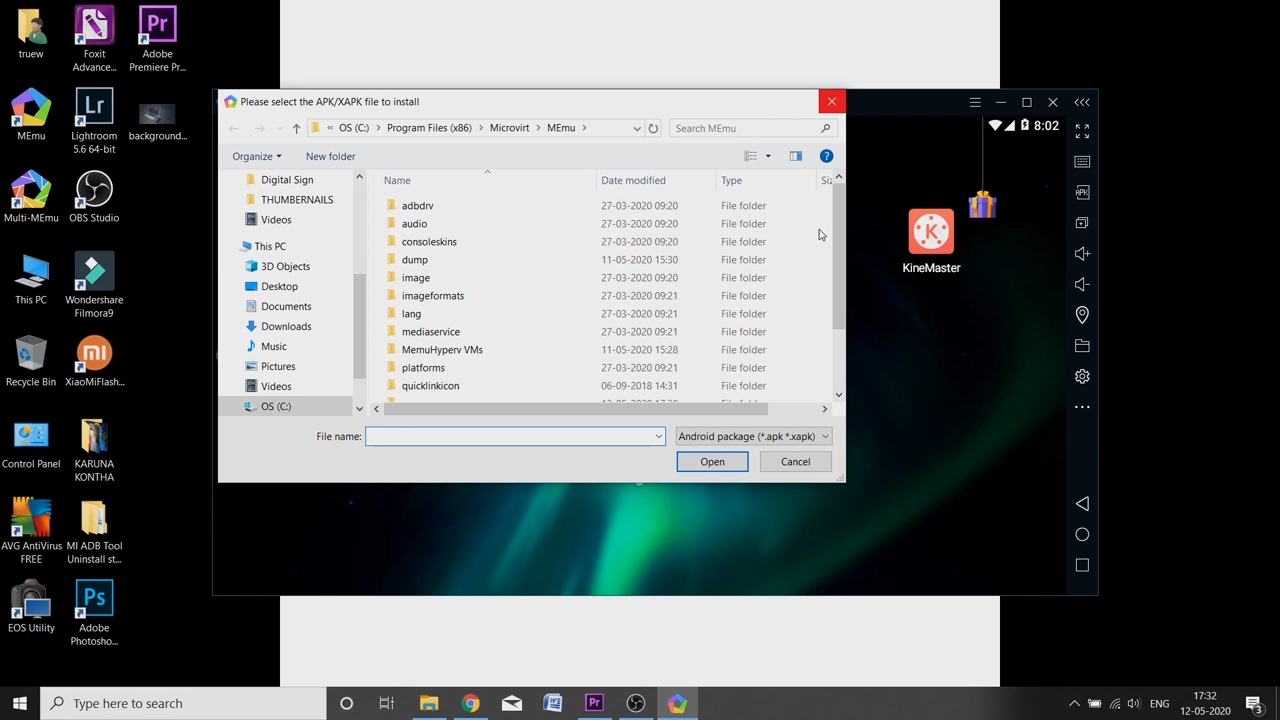 truew
Foxit
Advance...
Adobe
Premiere Pr...
MEmu
Lightroom
5.6 64-bit
background...
Multi-MEmu
OBS Studio
This PC
Wondershare
Filmora9
Recycle Bin
XiaoMiFlash...
Control Panel
KARUNA
KONTHA
AVG AntiVirus
FREE
MI ADB Tool
Uninstall st...
EOS Utility
Adobe
Photosho...
Please select the APK/XAPK file to install
« OS (C:) > Program Files (x86) > Microvirt > MEmu >
Search MEmu
Organize
New folder
Digital Sign
THUMBERNAILS
Videos
This PC
3D Objects
Desktop
Documents
Downloads
Music
Pictures
Videos
OS (C:)
Name Date modified Type
adbdrv 27-03-2020 09:20 File folder
audio 27-03-2020 09:20 File folder
consoleskins 27-03-2020 09:20 File folder
dump 11-05-2020 15:30 File folder
image 27-03-2020 09:20 File folder
imageformats 27-03-2020 09:21 File folder
lang 27-03-2020 09:21 File folder
mediaservice 27-03-2020 09:21 File folder
MemuHyperv VMs 11-05-2020 15:28 File folder
platforms 27-03-2020 09:21 File folder
quicklinkicon 06-09-2018 14:31 File folder
File name:
Android package (*.apk *.xapk)
Open
Cancel
8:02
APK
KineMaster
Type here to search
ENG
17:32
12-05-2020
3